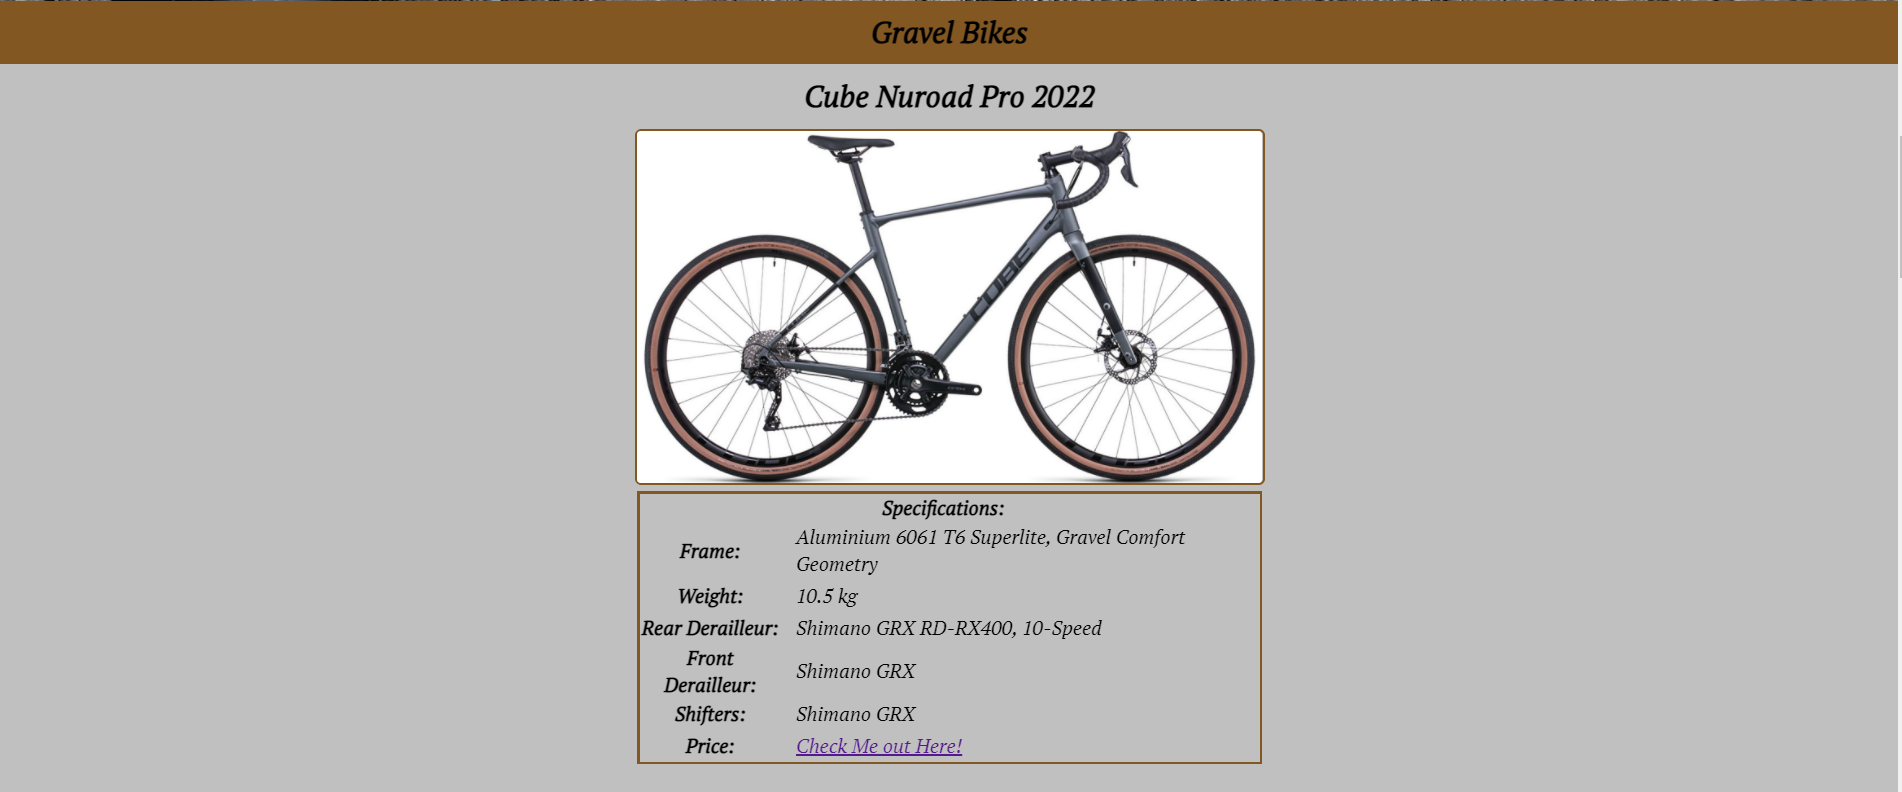 Gravel Bikes
Cube Nuroad Pro 2022
CUBE
Specifications:
Frame: Aluminium 6061 T6 Superlite, Gravel Comfort
Geometry
Weight: 10.5 kg
Rear Derailleur: Shimano GRX RD-RX400, 10-Speed
Front
Derailleur: Shimano GRX
Shifters: Shimano GRX
Price: Check Me out Here!